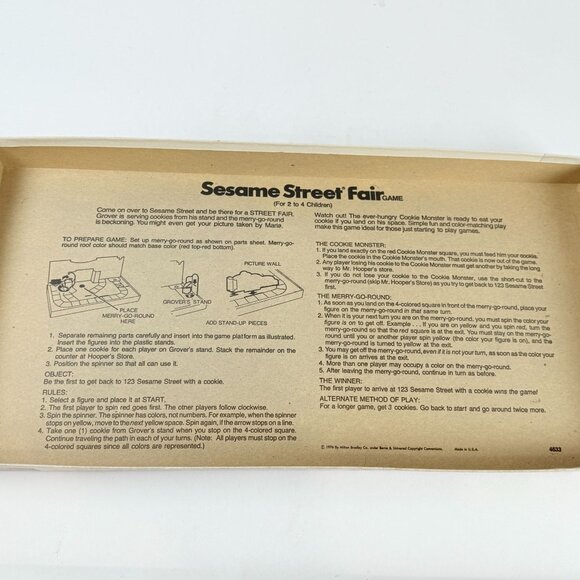 Sesame Street Fair GAME
(For 2 to 4 Children)
Come on over to Sesame Street and be there for a STREET FAIR.
Grover is serving cookies from his stand and the merry-go-round
is beckoning. You might even get your picture taken by Maria.
TO PREPARE GAME: Set up merry-go-round as shown on parts sheet. Merry-go-
round roof color should match base color (red top-red bottom).
PLACE
MERRY-GO-ROUND
HERE
GROVER'S STAND
PICTURE WALL
ADD STAND-UP PIECES
1. Separate remaining parts carefully and insert into the game platform as illustrated.
Insert the figures into the plastic stands.
2. Place one cookie for each player on Grover's stand. Stack the remainder on the
counter at Hooper's Store.
3. Position the spinner so that all can use it.
OBJECT:
Be the first to get back to 123 Sesame Street with a cookie.
RULES:
1. Select a figure and place it at START.
2. The first player to spin red goes first. The other players follow clockwise.
3. Spin the spinner. The spinner has colors, not numbers. For example, when the spinner
stops on yellow, move to the next yellow space. Spin again, if the arrow stops on a line.
4. Take one (1) cookie from Grover's stand when you stop on the 4-colored square.
Continue traveling the path in each of your turns. (Note: All players must stop on the
4-colored squares since all colors are represented.)
Watch out! The ever-hungry Cookie Monster is ready to eat your
cookie if you land on his space. Simple fun and color-matching play
make this game ideal for those just starting to play games.
THE COOKIE MONSTER:
1. If you land exactly on the red Cookie Monster square, you must feed him your cookie.
Place the cookie in the Cookie Monster's mouth. That cookie is now out of the game.
2. Any player losing his cookie to the Cookie Monster must get another by taking the long
way to Mr. Hooper's store.
3. If you do not lose your cookie to the Cookie Monster, use the short-cut to the
merry-go-round (skip Mr. Hooper's Store) as you try to get back to 123 Sesame Street
first.
THE MERRY-GO-ROUND:
1. As soon as you land on the 4-colored square in front of the merry-go-round, place your
figure on the merry-go-round in that same turn.
2. When it is your next turn and you are on the merry-go-round, you must spin the color your
figure is on to get off. Example . . . If you are on yellow and you spin red, turn the
merry-go-round so that the red square is at the exit. You must stay on the merry-go-
round until you or another player spin yellow (the color your figure is on), and the
merry-go-round is turned to yellow at the exit.
3. You may get off the merry-go-round, even if it is not your turn, as soon as the color your
figure is on arrives at the exit.
4. More than one player may occupy a color on the merry-go-round.
5. After leaving the merry-go-round, continue in turn as before.
THE WINNER:
The first player to arrive at 123 Sesame Street with a cookie wins the game!
ALTERNATE METHOD OF PLAY:
For a longer game, get 3 cookies. Go back to start and go around twice more.
© 1976 By Milton Bradley Co. under Berne & Universal Copyright Conventions. Made in U.S.A. 4633